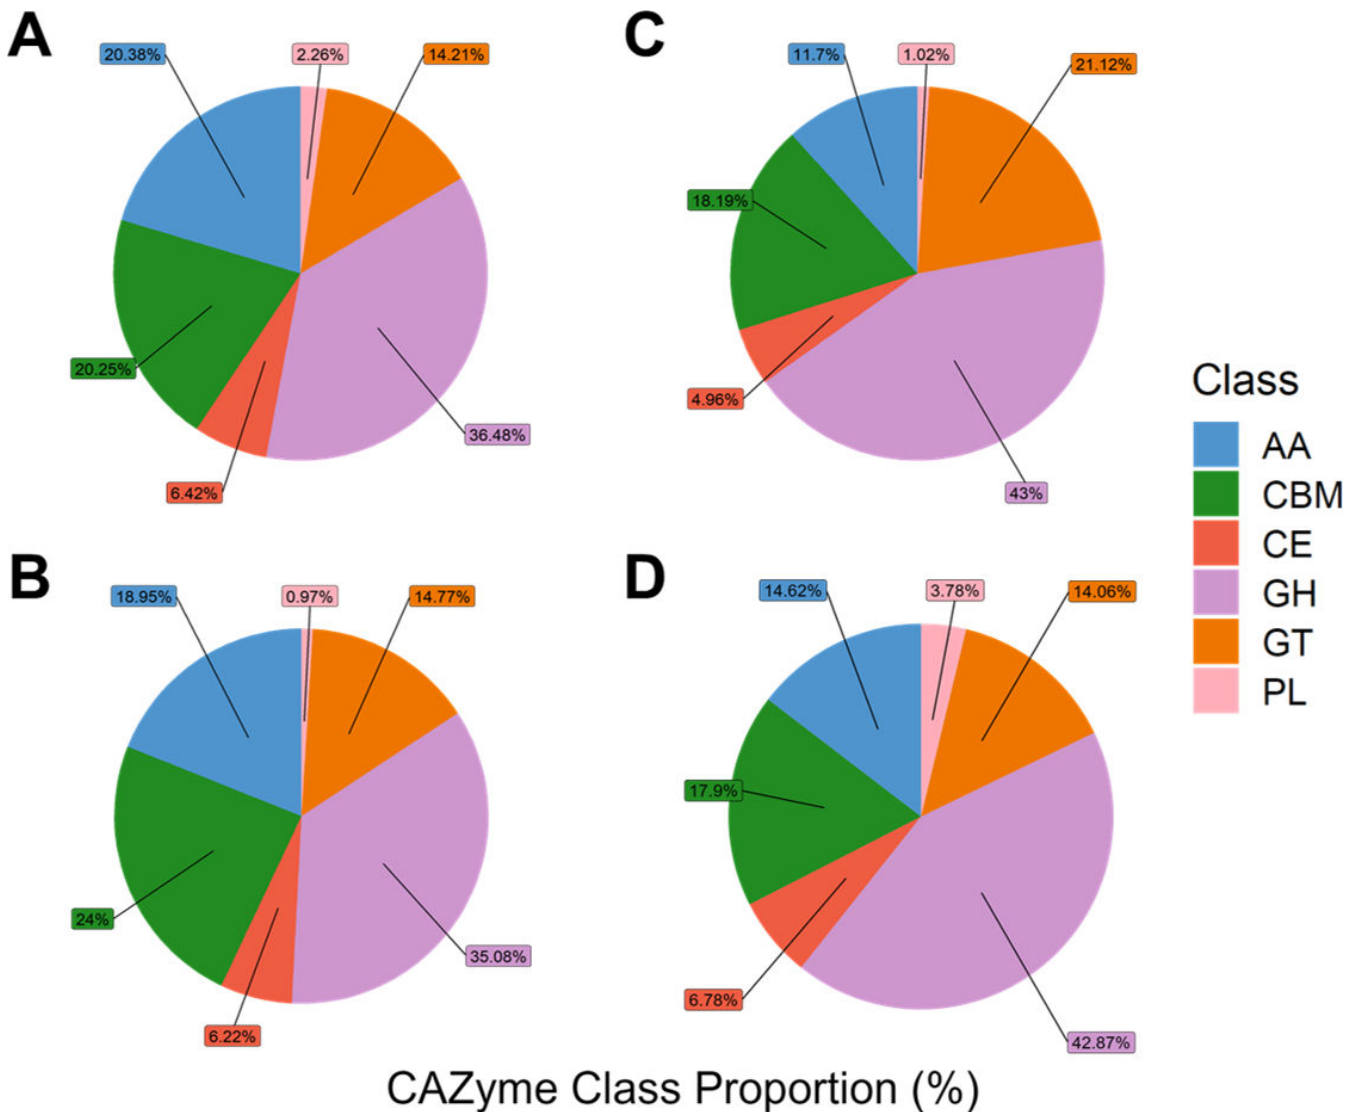 A
20.38%
2.26%
14.21%
20.25%
36.48%
6.42%
C
11.7%
1.02%
21.12%
18.19%
4.96%
43%
B
18.95%
0.97%
14.77%
24%
35.08%
6.22%
D
14.62%
3.78%
14.06%
17.9%
6.78%
42.87%
Class
AA
CBM
CE
GH
GT
PL
CAZyme Class Proportion (%)